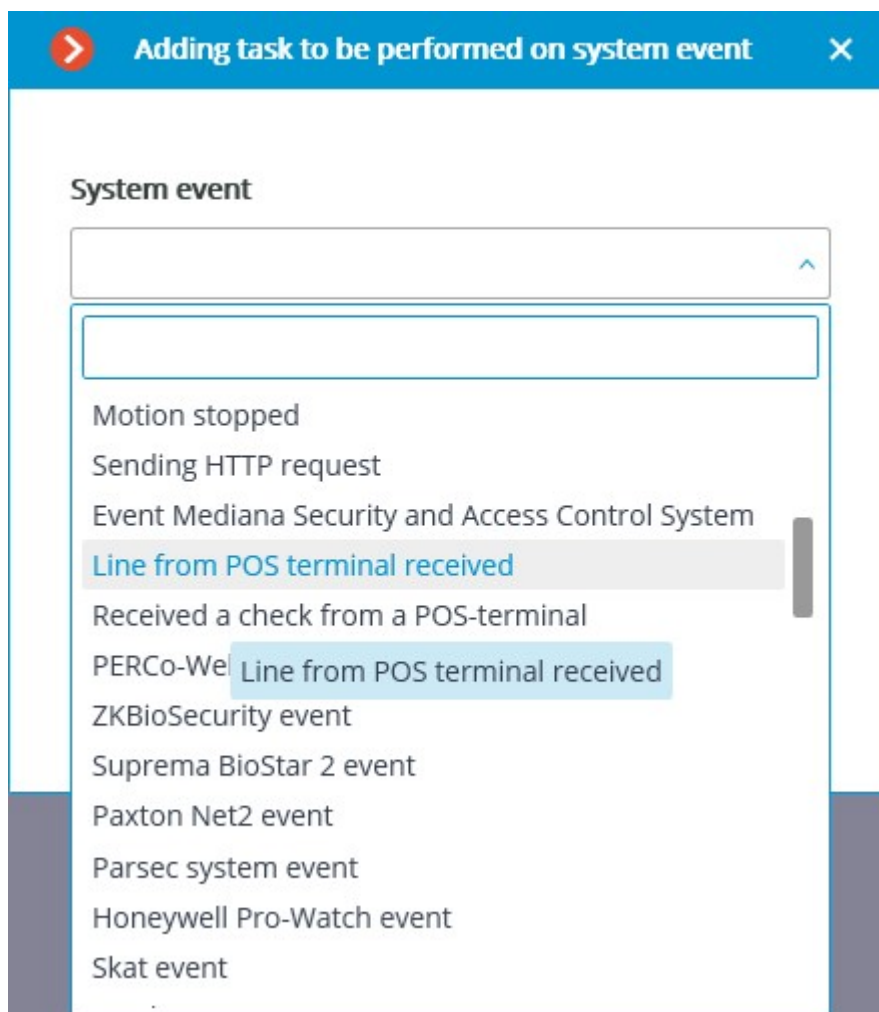 Adding task to be performed on system event
System event
Motion stopped
Sending HTTP request
Event Mediana Security and Access Control System
Line from POS terminal received
Received a check from a POS-terminal
PERCo-We
Line from POS terminal received
ZKBioSecurity event
Suprema BioStar 2 event
Paxton Net2 event
Parsec system event
Honeywell Pro-Watch event
Skat event